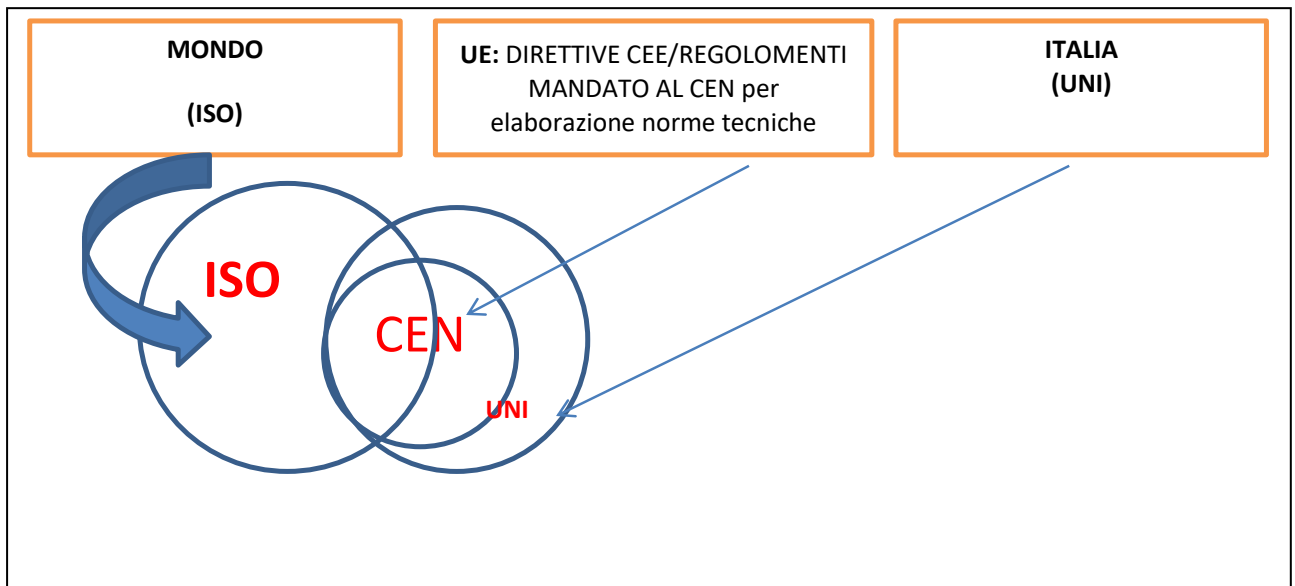 MONDO
(ISO)
UE: DIRETTIVE CEE/REGOLOMENTI
MANDATO AL CEN per
elaborazione norme tecniche
ITALIA
(UNI)
ISO
CEN
UNI